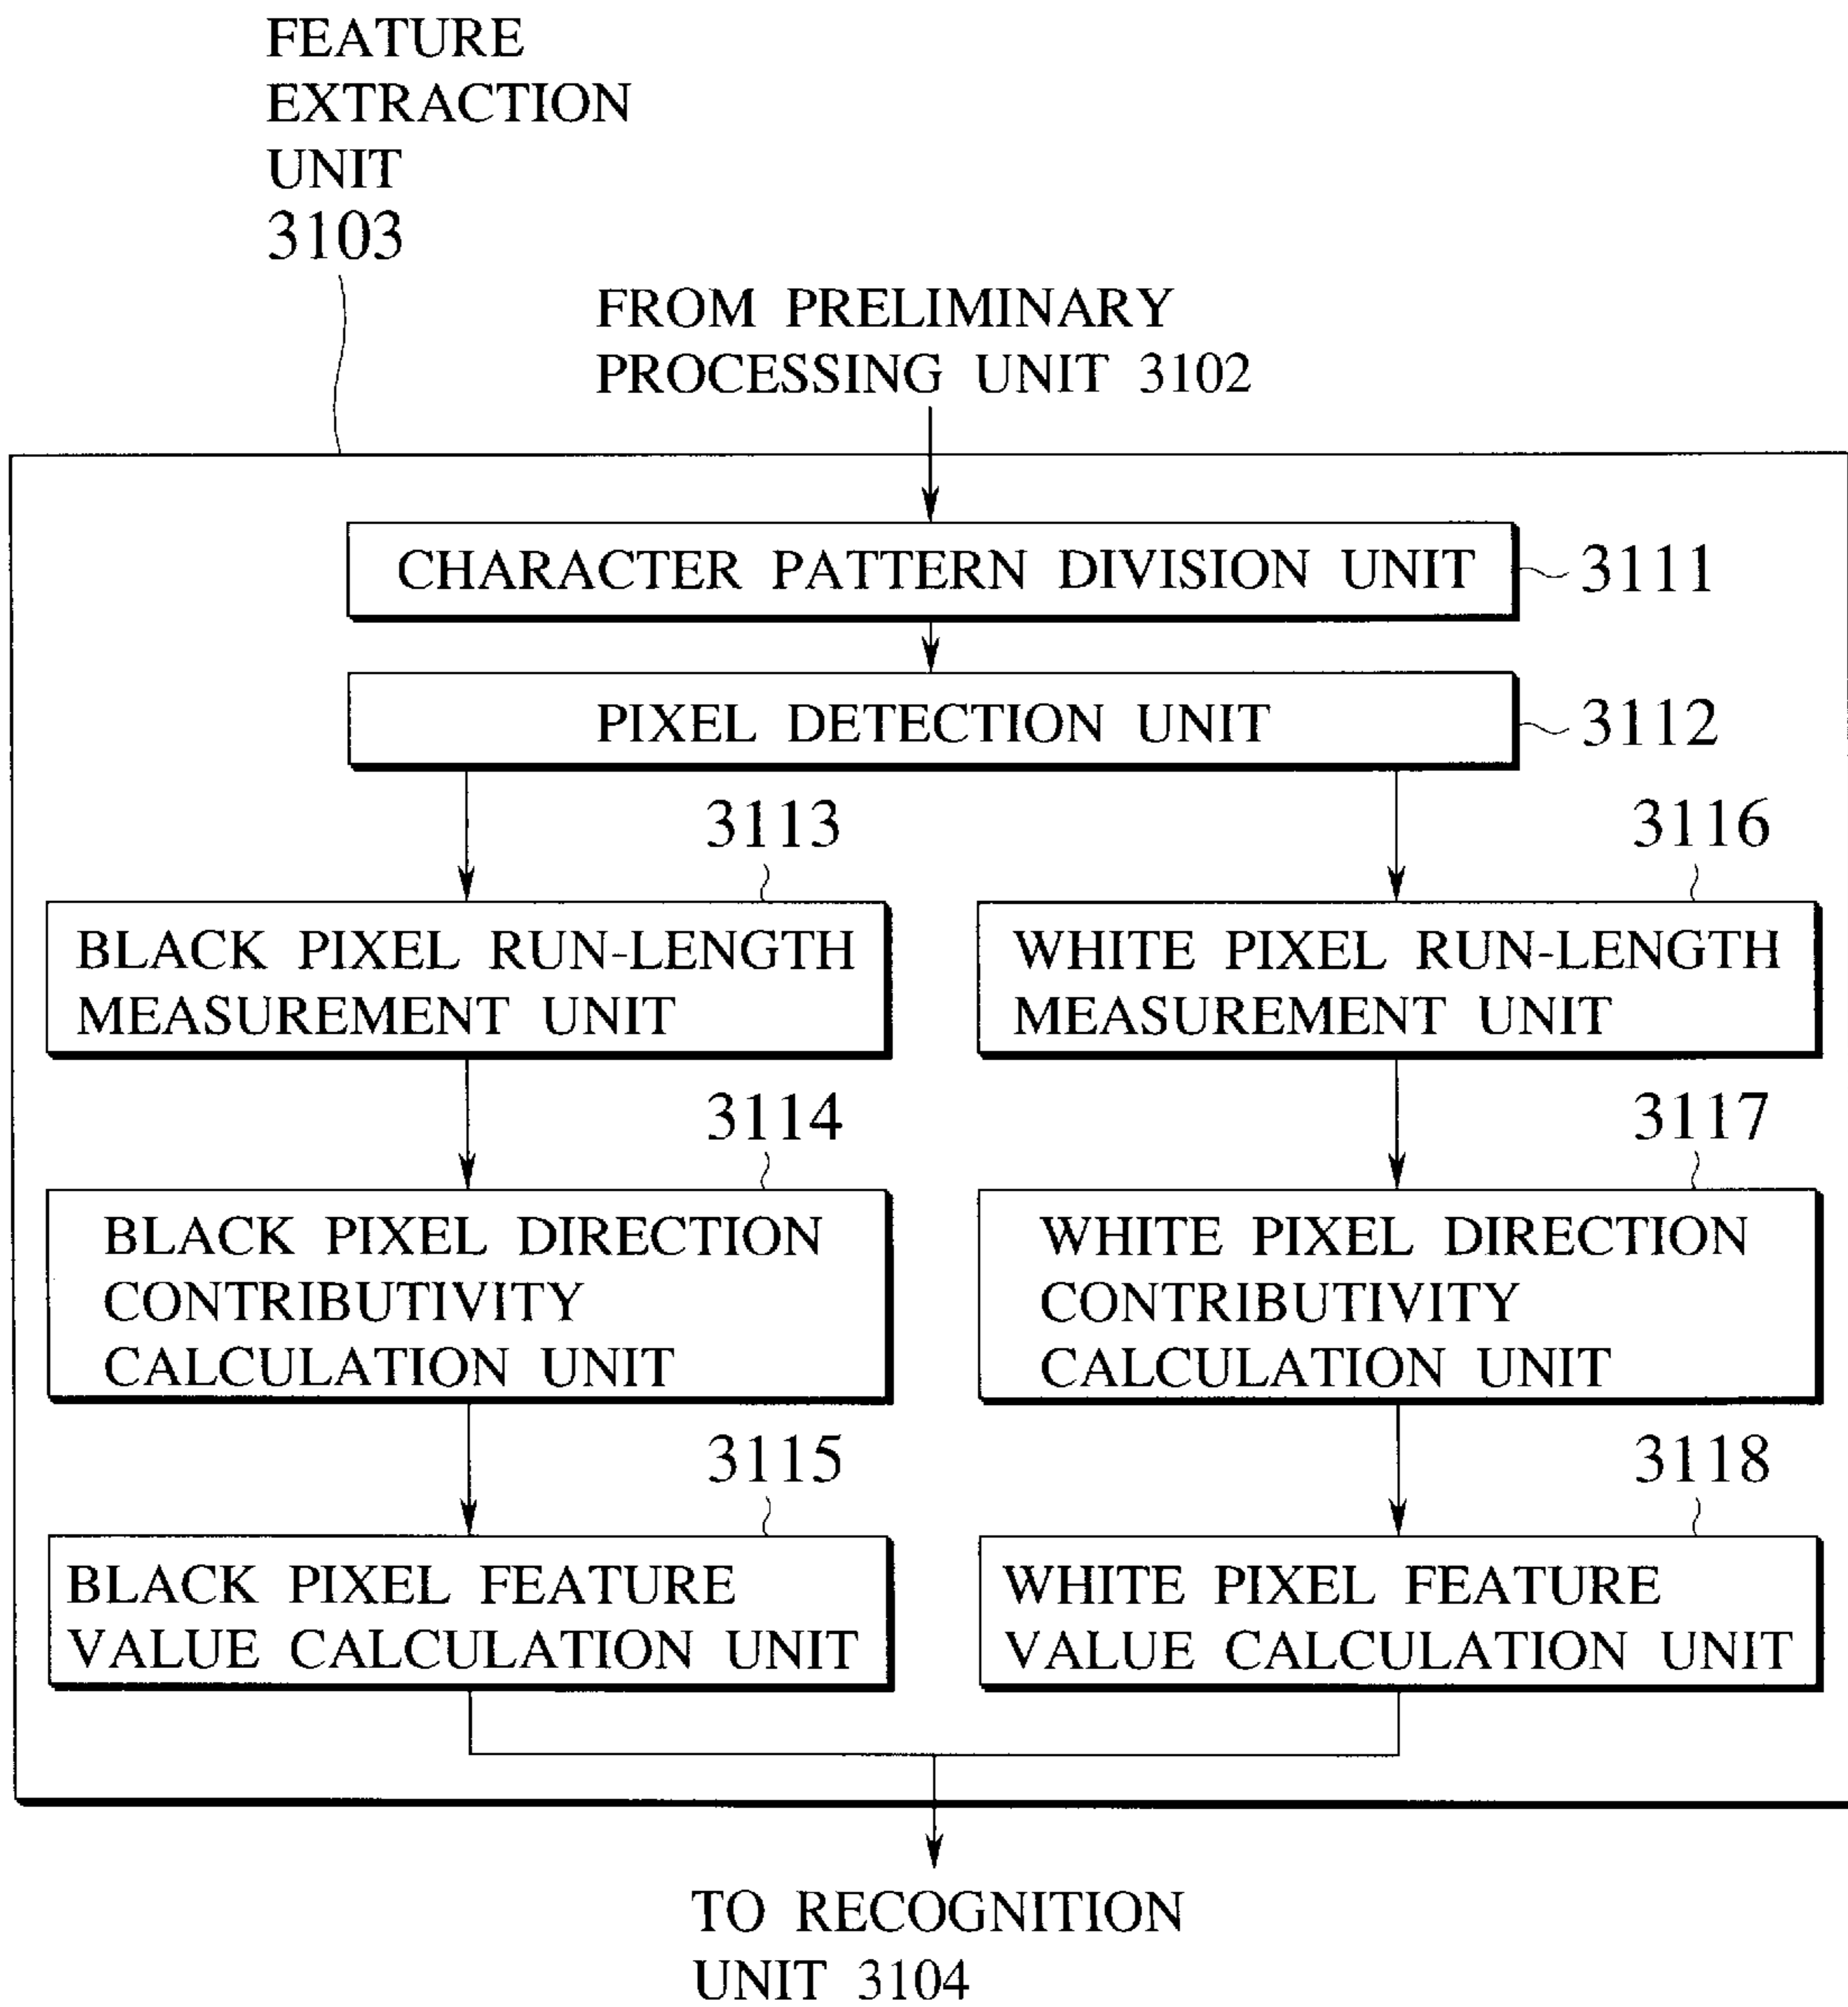 FEATURE
EXTRACTION
UNIT
3103
FROM PRELIMINARY
PROCESSING UNIT 3102
CHARACTER PATTERN DIVISION UNIT
3111
PIXEL DETECTION UNIT
3112
3113
BLACK PIXEL RUN-LENGTH
MEASUREMENT UNIT
3114
BLACK PIXEL DIRECTION
CONTRIBUTIVITY
CALCULATION UNIT
3115
BLACK PIXEL FEATURE
VALUE CALCULATION UNIT
3116
WHITE PIXEL RUN-LENGTH
MEASUREMENT UNIT
3117
WHITE PIXEL DIRECTION
CONTRIBUTIVITY
CALCULATION UNIT
3118
WHITE PIXEL FEATURE
VALUE CALCULATION UNIT
TO RECOGNITION
UNIT 3104